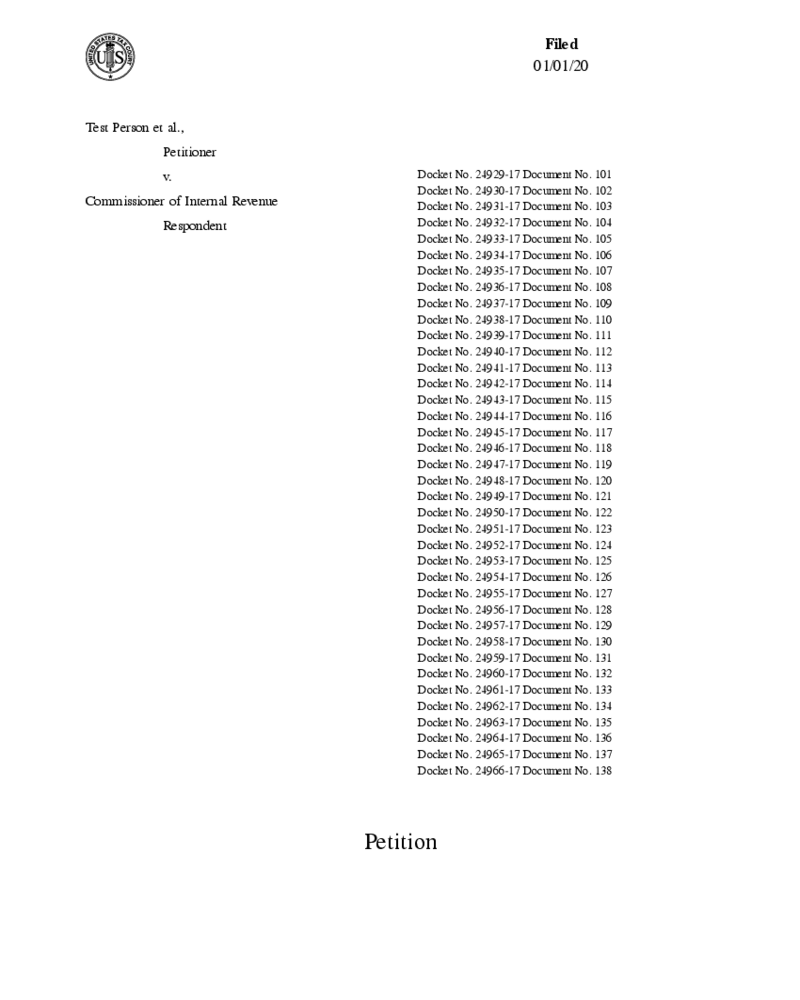 UNITED STATES TAX COURT
US
Filed
01/01/20
Test Person et al.,
Petitioner
v.
Commissioner of Internal Revenue
Respondent
Docket No. 24929-17 Document No. 101
Docket No. 24930-17 Document No. 102
Docket No. 24931-17 Document No. 103
Docket No. 24932-17 Document No. 104
Docket No. 24933-17 Document No. 105
Docket No. 24934-17 Document No. 106
Docket No. 24935-17 Document No. 107
Docket No. 24936-17 Document No. 108
Docket No. 24937-17 Document No. 109
Docket No. 24938-17 Document No. 110
Docket No. 24939-17 Document No. 111
Docket No. 24940-17 Document No. 112
Docket No. 24941-17 Document No. 113
Docket No. 24942-17 Document No. 114
Docket No. 24943-17 Document No. 115
Docket No. 24944-17 Document No. 116
Docket No. 24945-17 Document No. 117
Docket No. 24946-17 Document No. 118
Docket No. 24947-17 Document No. 119
Docket No. 24948-17 Document No. 120
Docket No. 24949-17 Document No. 121
Docket No. 24950-17 Document No. 122
Docket No. 24951-17 Document No. 123
Docket No. 24952-17 Document No. 124
Docket No. 24953-17 Document No. 125
Docket No. 24954-17 Document No. 126
Docket No. 24955-17 Document No. 127
Docket No. 24956-17 Document No. 128
Docket No. 24957-17 Document No. 129
Docket No. 24958-17 Document No. 130
Docket No. 24959-17 Document No. 131
Docket No. 24960-17 Document No. 132
Docket No. 24961-17 Document No. 133
Docket No. 24962-17 Document No. 134
Docket No. 24963-17 Document No. 135
Docket No. 24964-17 Document No. 136
Docket No. 24965-17 Document No. 137
Docket No. 24966-17 Document No. 138
Petition